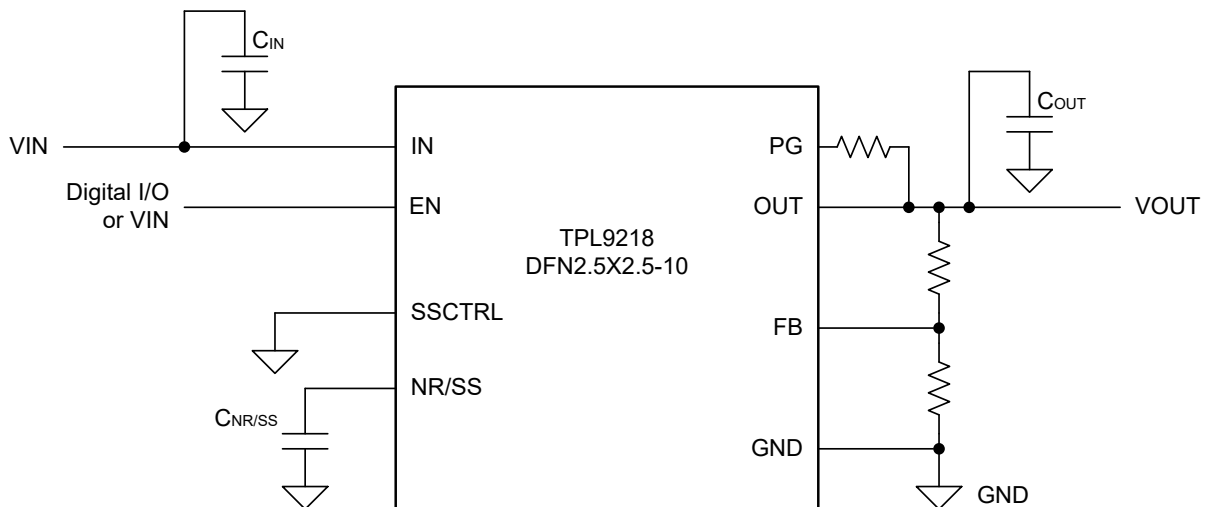 CIN
COUT
VIN
IN
PG
Digital I/O
or VIN
EN
OUT
VOUT
TPL9218
DFN2.5X2.5-10
SSCTRL
FB
NR/SS
CNR/SS
GND
GND